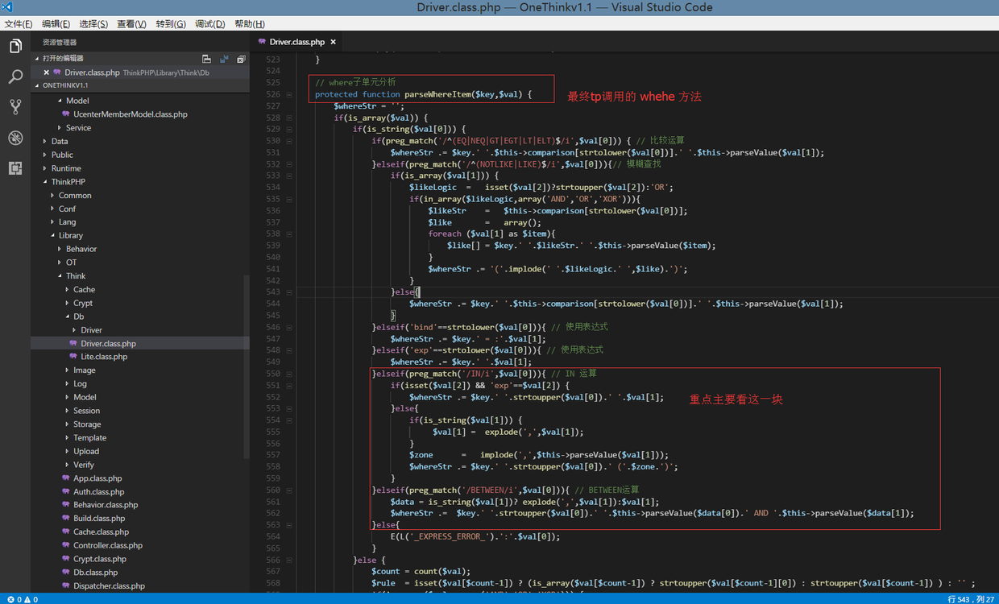 Driver.class.php — OneThinkv1.1 — Visual Studio Code
文件(F) 编辑(E) 选择(S) 查看(V) 转到(G) 调试(D) 帮助(H)
资源管理器
打开的编辑器
Driver.class.php ThinkPHP\Library\Think\Db
ONETHINKV1.1
Model
UcenterMemberModel.class.php
Service
Data
Public
Runtime
ThinkPHP
Common
Conf
Lang
Library
Behavior
OT
Think
Cache
Crypt
Db
Driver
Driver.class.php
Lite.class.php
Image
Log
Model
Session
Storage
Template
Upload
Verify
App.class.php
Auth.class.php
Behavior.class.php
Build.class.php
Cache.class.php
Controller.class.php
Crypt.class.php
Db.class.php
Dispatcher.class.php
Driver.class.php
523 }
524
525 // where子单元分析
526 protected function parseWhereItem($key,$val) {
最终tp调用的 whehe 方法
527 $whereStr = '';
528 if(is_array($val)) {
529 if(is_string($val[0])) {
530 if(preg_match('/^(EQ|NEQ|GT|EGT|LT|ELT)$/i',$val[0])) { // 比较运算
531 $whereStr .= $key.' '.$this->comparison[strtolower($val[0])].' '.$this->parseValue($val[1]);
532 }elseif(preg_match('/^(NOTLIKE|LIKE)$/i',$val[0])){// 模糊查找
533 if(is_array($val[1])) {
534 $likeLogic = isset($val[2])?strtoupper($val[2]):'OR';
535 if(in_array($likeLogic,array('AND','OR','XOR'))){
536 $likeStr = $this->comparison[strtolower($val[0])];
537 $like = array();
538 foreach ($val[1] as $item){
539 $like[] = $key.' '.$likeStr.' '.$this->parseValue($item);
540 }
541 $whereStr .= '('.implode(' '.$likeLogic.' ',$like).')';
542 }
543 }else{
544 $whereStr .= $key.' '.$this->comparison[strtolower($val[0])].' '.$this->parseValue($val[1]);
545 }
546 }elseif('bind'==strtolower($val[0])){ // 使用表达式
547 $whereStr .= $key.' = :'.$val[1];
548 }elseif('exp'==strtolower($val[0])){ // 使用表达式
549 $whereStr .= $key.' '.$val[1];
550 }elseif(preg_match('/IN/i',$val[0])){ // IN 运算
551 if(isset($val[2]) && 'exp'==$val[2]) {
552 $whereStr .= $key.' '.strtoupper($val[0]).' '.$val[1];
重点主要看这一块
553 }else{
554 if(is_string($val[1])) {
555 $val[1] = explode(',',$val[1]);
556 }
557 $zone = implode(',',$this->parseValue($val[1]));
558 $whereStr .= $key.' '.strtoupper($val[0]).' ('.$zone.')';
559 }
560 }elseif(preg_match('/BETWEEN/i',$val[0])){ // BETWEEN运算
561 $data = is_string($val[1])? explode(',',$val[1]):$val[1];
562 $whereStr .= $key.' '.strtoupper($val[0]).' '.$this->parseValue($data[0]).' AND '.$this->parseValue($data[1]);
563 }else{
564 E(L('_EXPRESS_ERROR_').':'.$val[0]);
565 }
566 }else {
567 $count = count($val);
568 $rule = isset($val[$count-1]) ? (is_array($val[$count-1]) ? strtoupper($val[$count-1][0]) : strtoupper($val[$count-1]) ) : '' ;
0 0
行 543，列 27